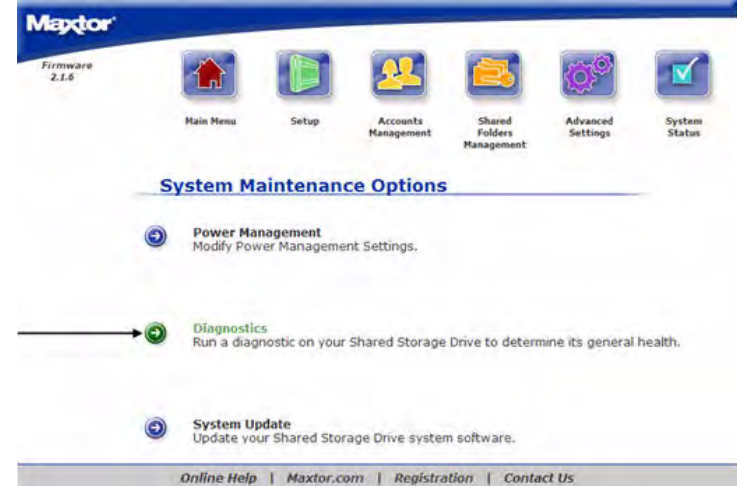 Maxtor
Firmware
2.1.6
Main Menu
Setup
Accounts
Management
Shared
Folders
Management
Advanced
Settings
System
Status
System Maintenance Options
Power Management
Modify Power Management Settings.
Diagnostics
Run a diagnostic on your Shared Storage Drive to determine its general health.
System Update
Update your Shared Storage Drive system software.
Online Help | Maxtor.com | Registration | Contact Us